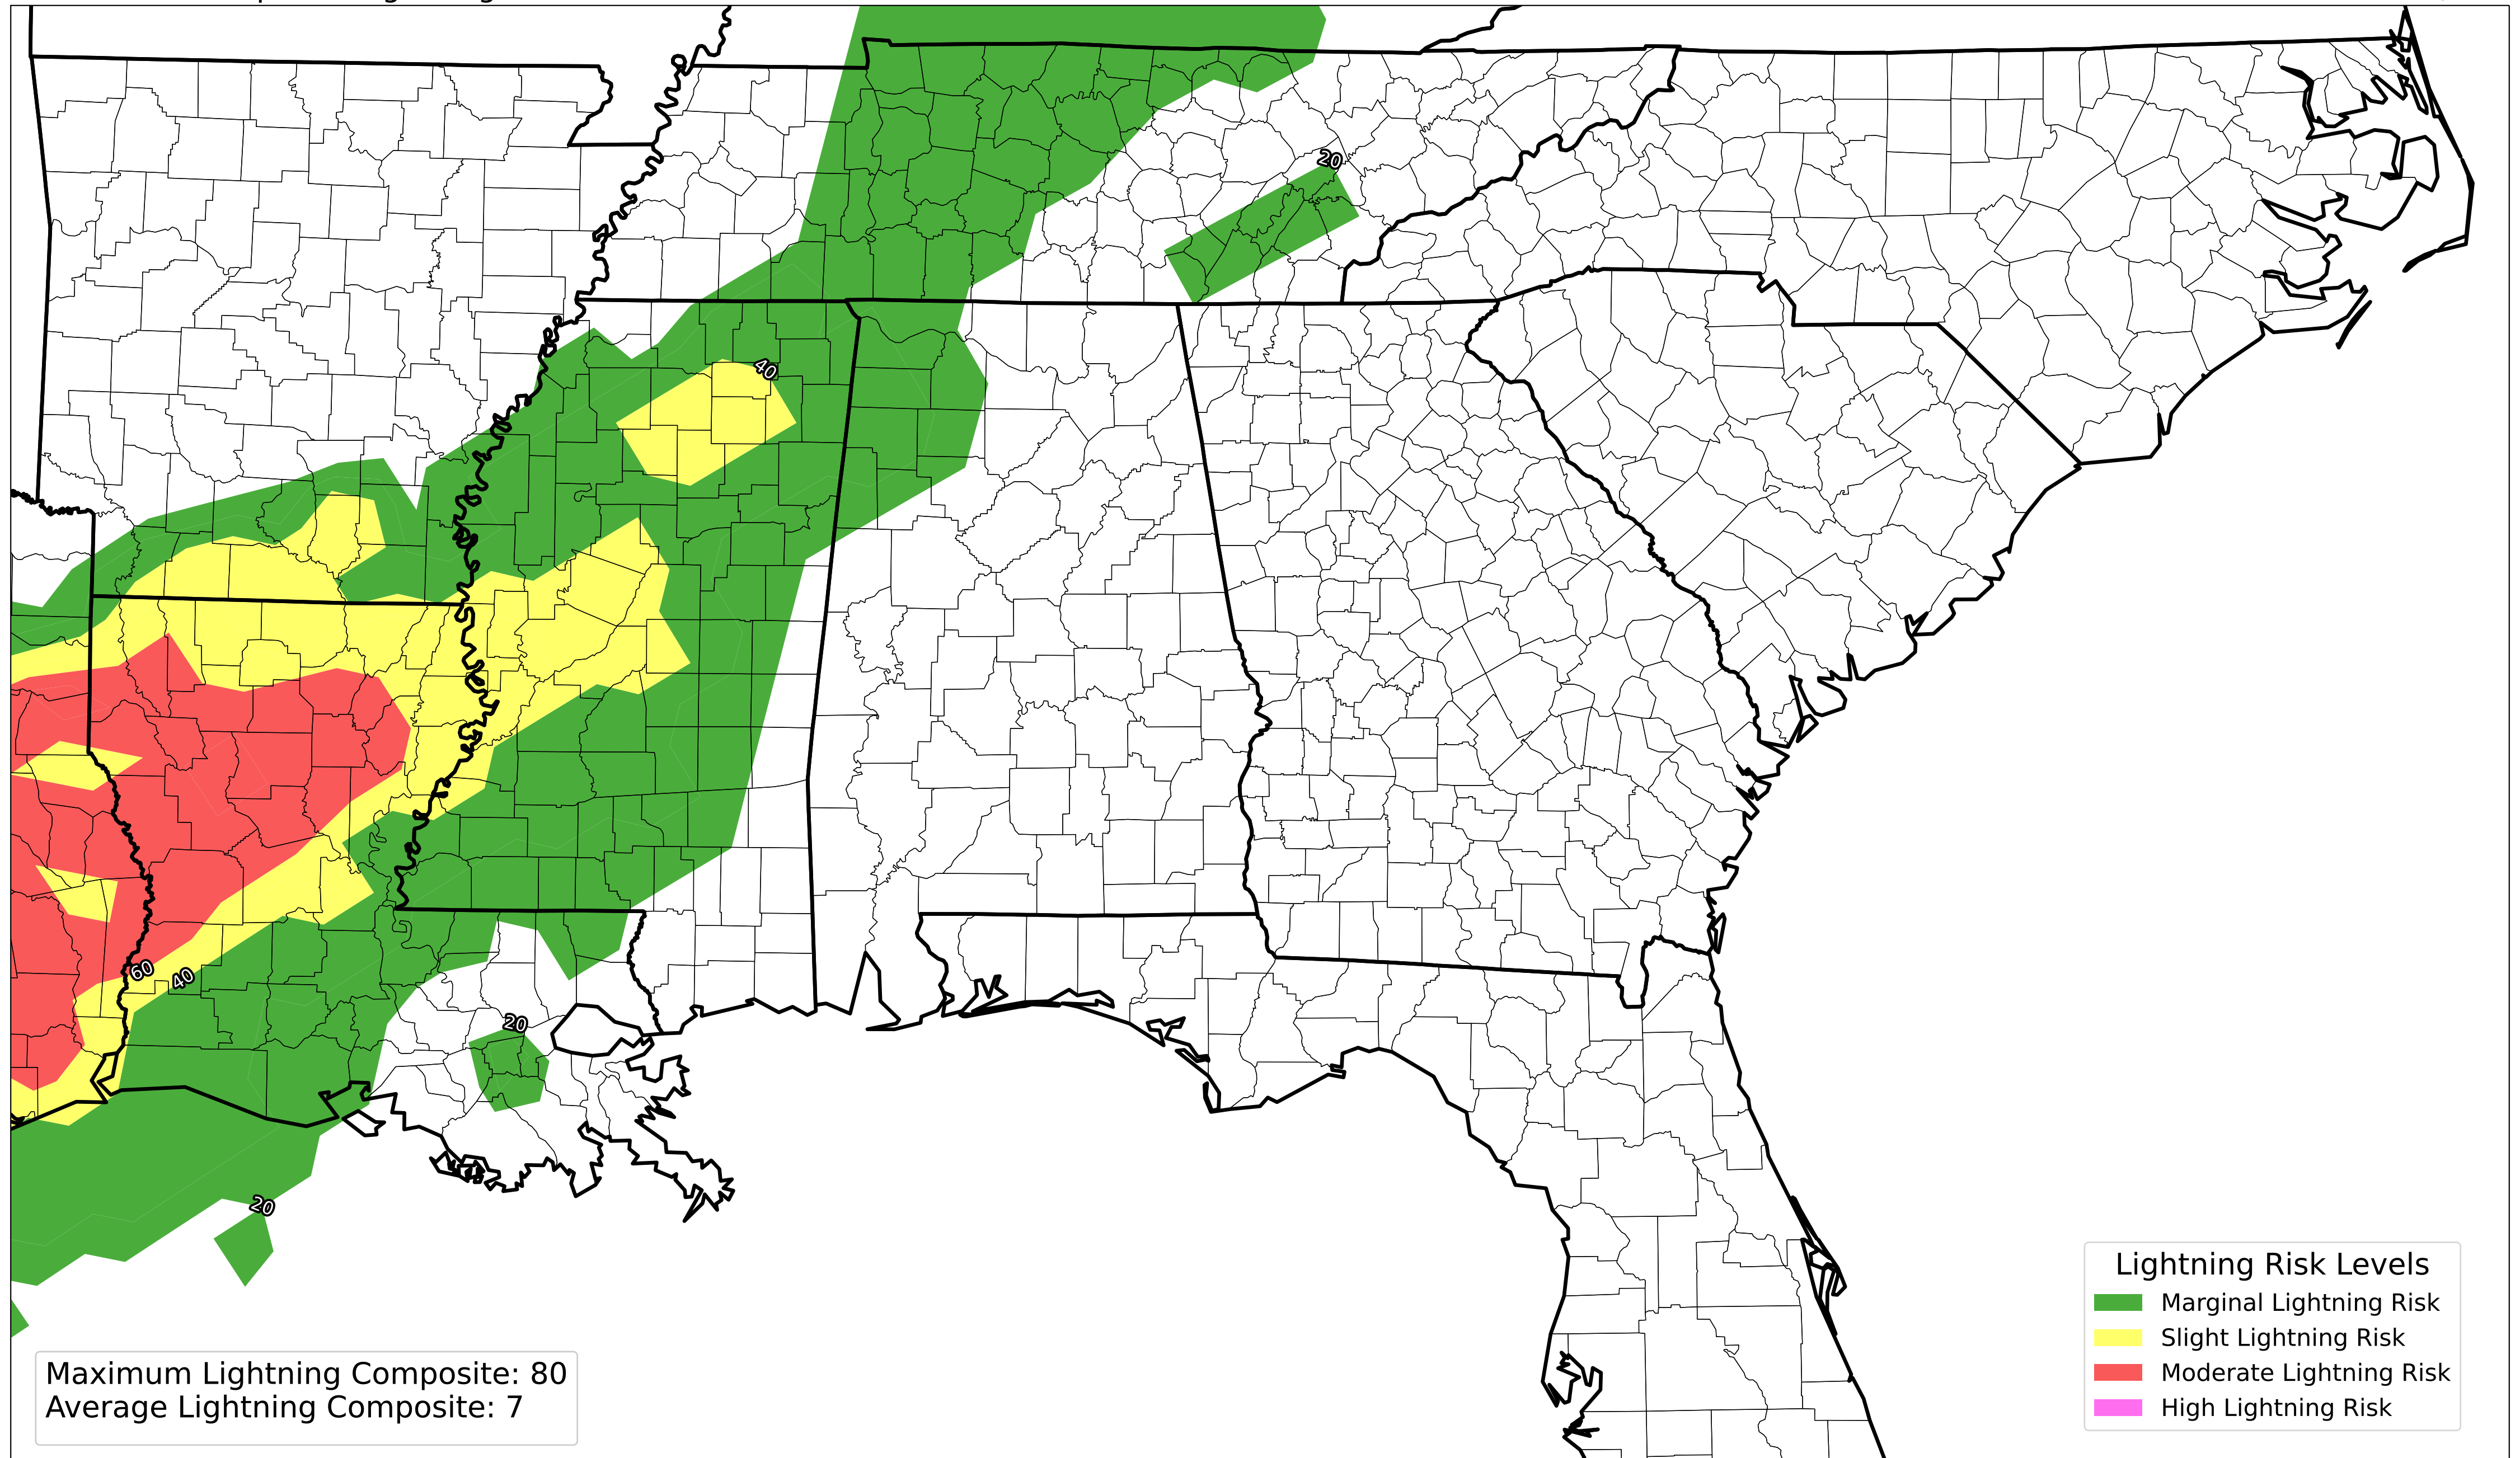 20
40
60
40
20
20
Lightning Risk Levels
Marginal Lightning Risk
Slight Lightning Risk
Moderate Lightning Risk
High Lightning Risk
Maximum Lightning Composite: 80
Average Lightning Composite: 7